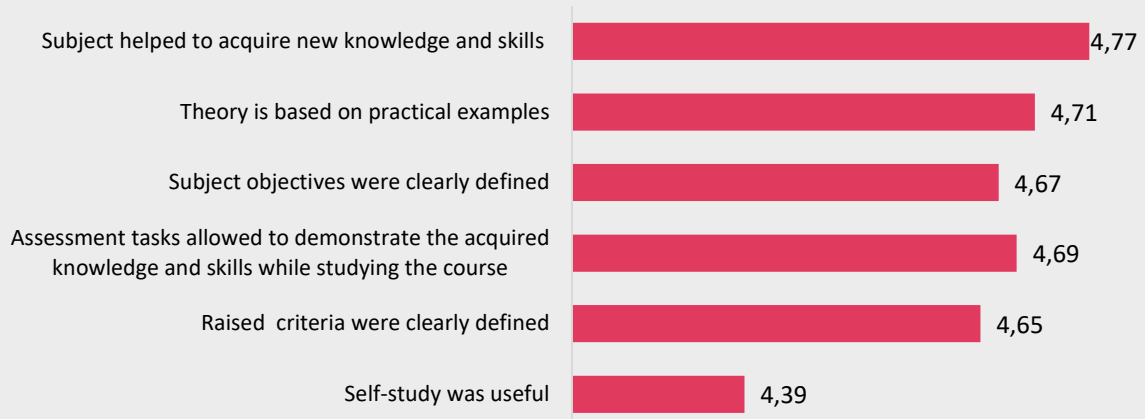 Subject helped to acquire new knowledge and skills
4,77
Theory is based on practical examples
4,71
Subject objectives were clearly defined
4,67
Assessment tasks allowed to demonstrate the acquired
knowledge and skills while studying the course
4,69
Raised criteria were clearly defined
4,65
Self-study was useful
4,39